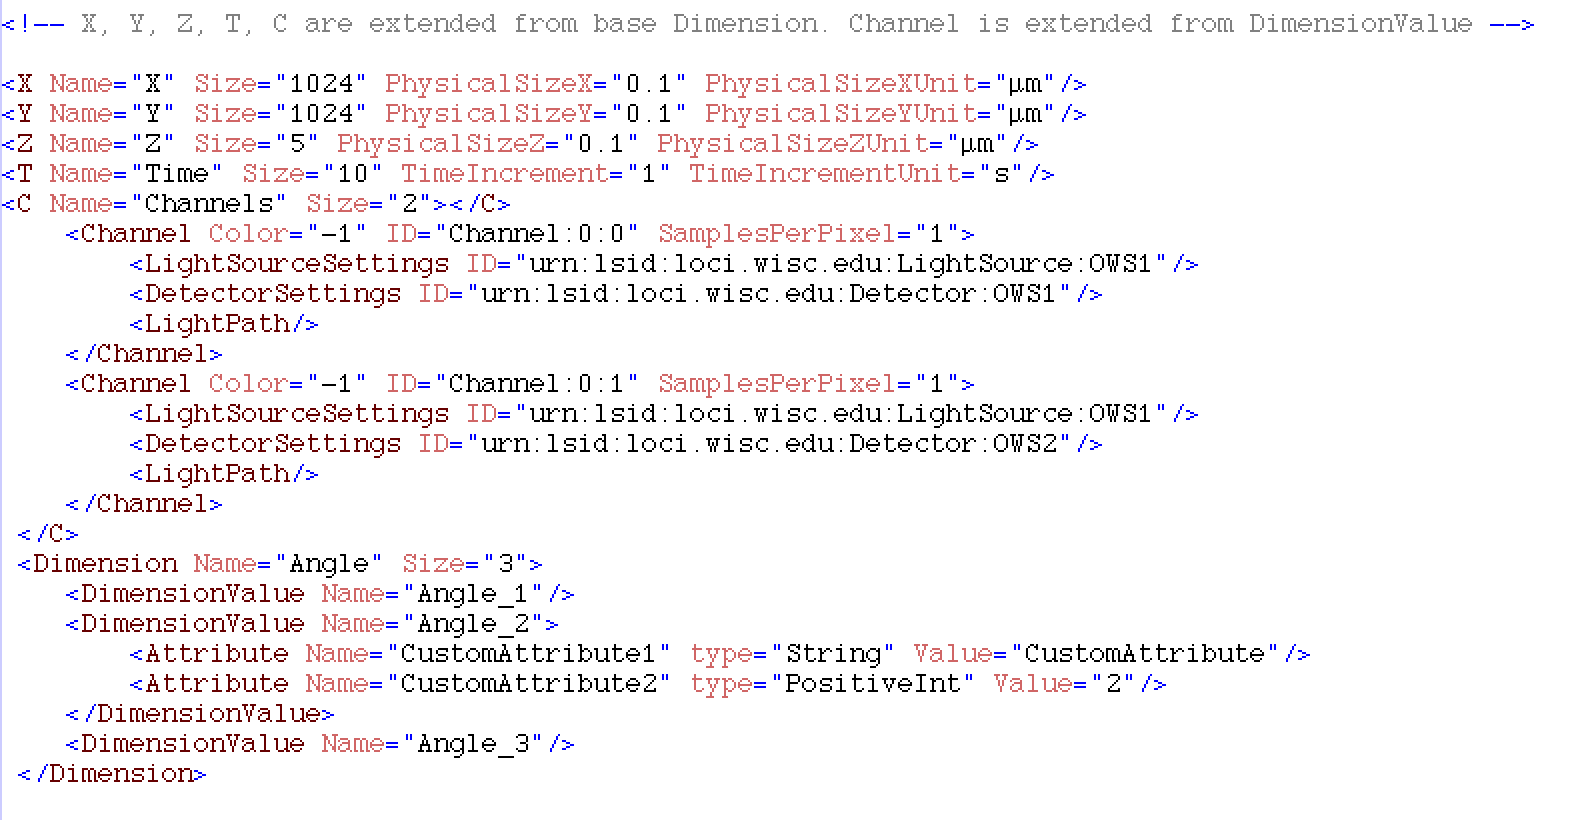 <!-- X, Y, Z, T, C are extended from base Dimension. Channel is extended from DimensionValue -->
<X Name="X" Size="1024" PhysicalSizeX="0.1" PhysicalSizeXUnit="µm"/>
<Y Name="Y" Size="1024" PhysicalSizeY="0.1" PhysicalSizeYUnit="µm"/>
<Z Name="Z" Size="5" PhysicalSizeZ="0.1" PhysicalSizeZUnit="µm"/>
<T Name="Time" Size="10" TimeIncrement="1" TimeIncrementUnit="s"/>
<C Name="Channels" Size="2"></C>
<Channel Color="-1" ID="Channel:0:0" SamplesPerPixel="1">
<LightSourceSettings ID="urn:lsid:loci.wisc.edu:LightSource:OWS1"/>
<DetectorSettings ID="urn:lsid:loci.wisc.edu:Detector:OWS1"/>
<LightPath/>
</Channel>
<Channel Color="-1" ID="Channel:0:1" SamplesPerPixel="1">
<LightSourceSettings ID="urn:lsid:loci.wisc.edu:LightSource:OWS1"/>
<DetectorSettings ID="urn:lsid:loci.wisc.edu:Detector:OWS2"/>
<LightPath/>
</Channel>
</C>
<Dimension Name="Angle" Size="3">
<DimensionValue Name="Angle_1"/>
<DimensionValue Name="Angle_2">
<Attribute Name="CustomAttribute1" type="String" Value="CustomAttribute"/>
<Attribute Name="CustomAttribute2" type="PositiveInt" Value="2"/>
</DimensionValue>
<DimensionValue Name="Angle_3"/>
</Dimension>